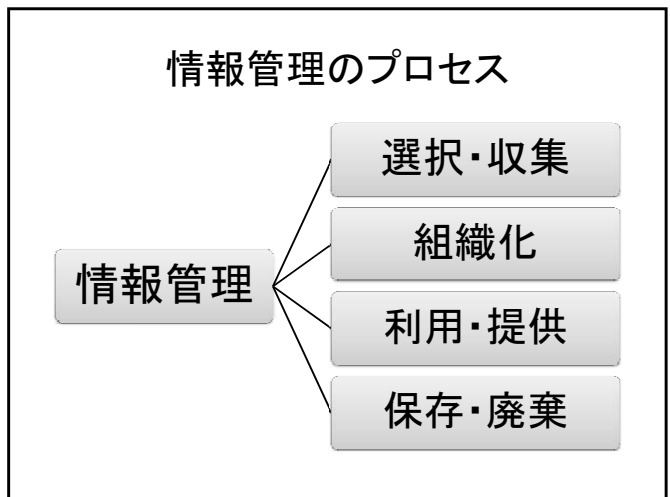 情報管理のプロセス
情報管理
選択・収集
組織化
利用・提供
保存・廃棄